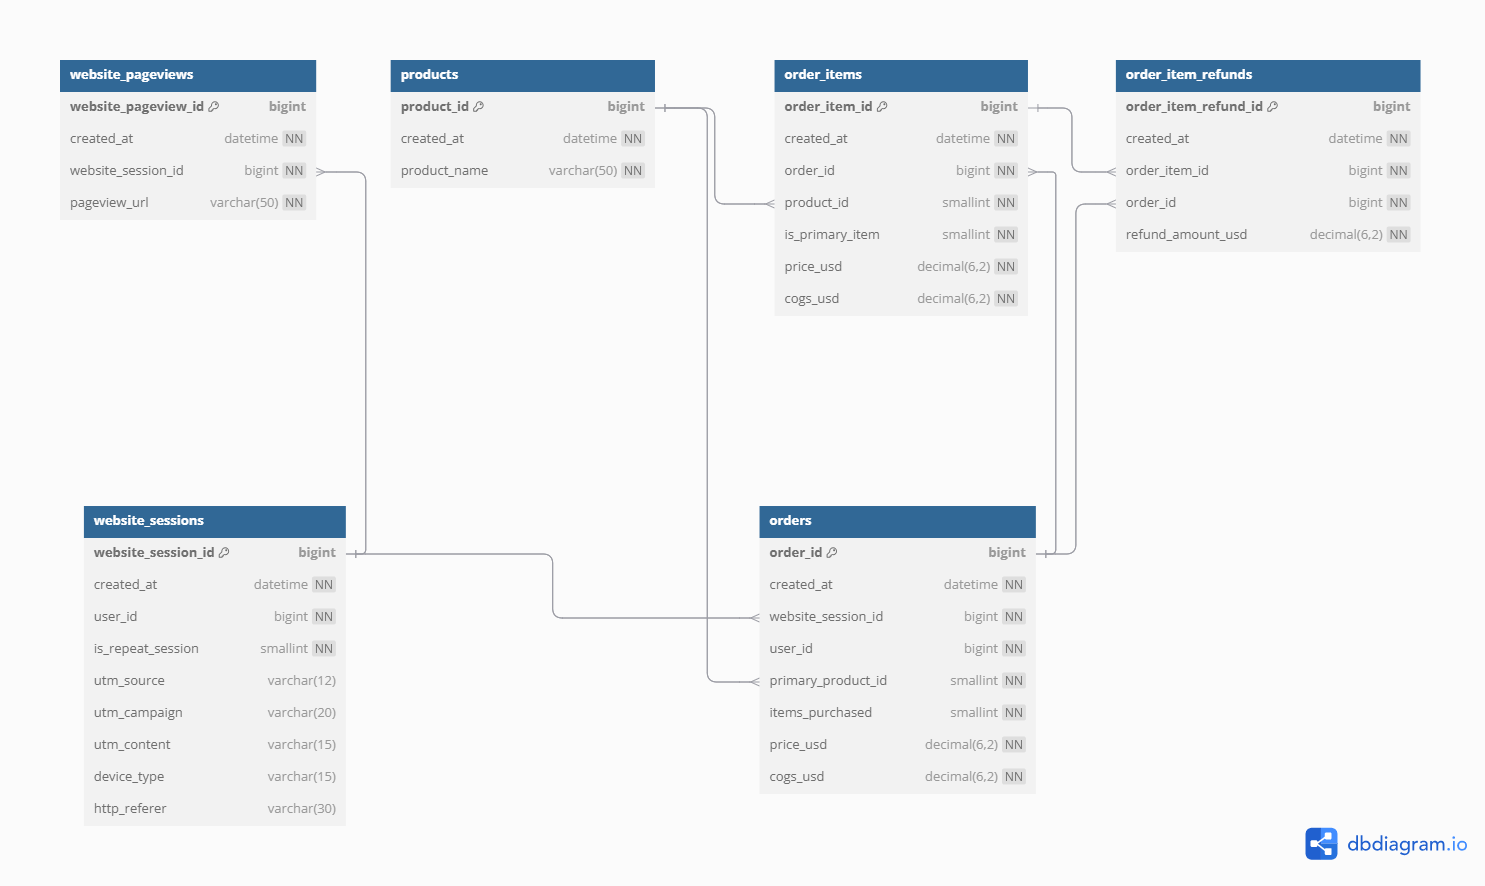 website_pageviews
website_pageview_id bigint
created_at datetime NN
website_session_id bigint NN
pageview_url varchar(50) NN
products
product_id bigint
created_at datetime NN
product_name varchar(50) NN
order_items
order_item_id bigint
created_at datetime NN
order_id bigint NN
product_id smallint NN
is_primary_item smallint NN
price_usd decimal(6,2) NN
cogs_usd decimal(6,2) NN
order_item_refunds
order_item_refund_id bigint
created_at datetime NN
order_item_id bigint NN
order_id bigint NN
refund_amount_usd decimal(6,2) NN
website_sessions
website_session_id bigint
created_at datetime NN
user_id bigint NN
is_repeat_session smallint NN
utm_source varchar(12)
utm_campaign varchar(20)
utm_content varchar(15)
device_type varchar(15)
http_referer varchar(30)
orders
order_id bigint
created_at datetime NN
website_session_id bigint NN
user_id bigint NN
primary_product_id smallint NN
items_purchased smallint NN
price_usd decimal(6,2) NN
cogs_usd decimal(6,2) NN
dbdiagram.io